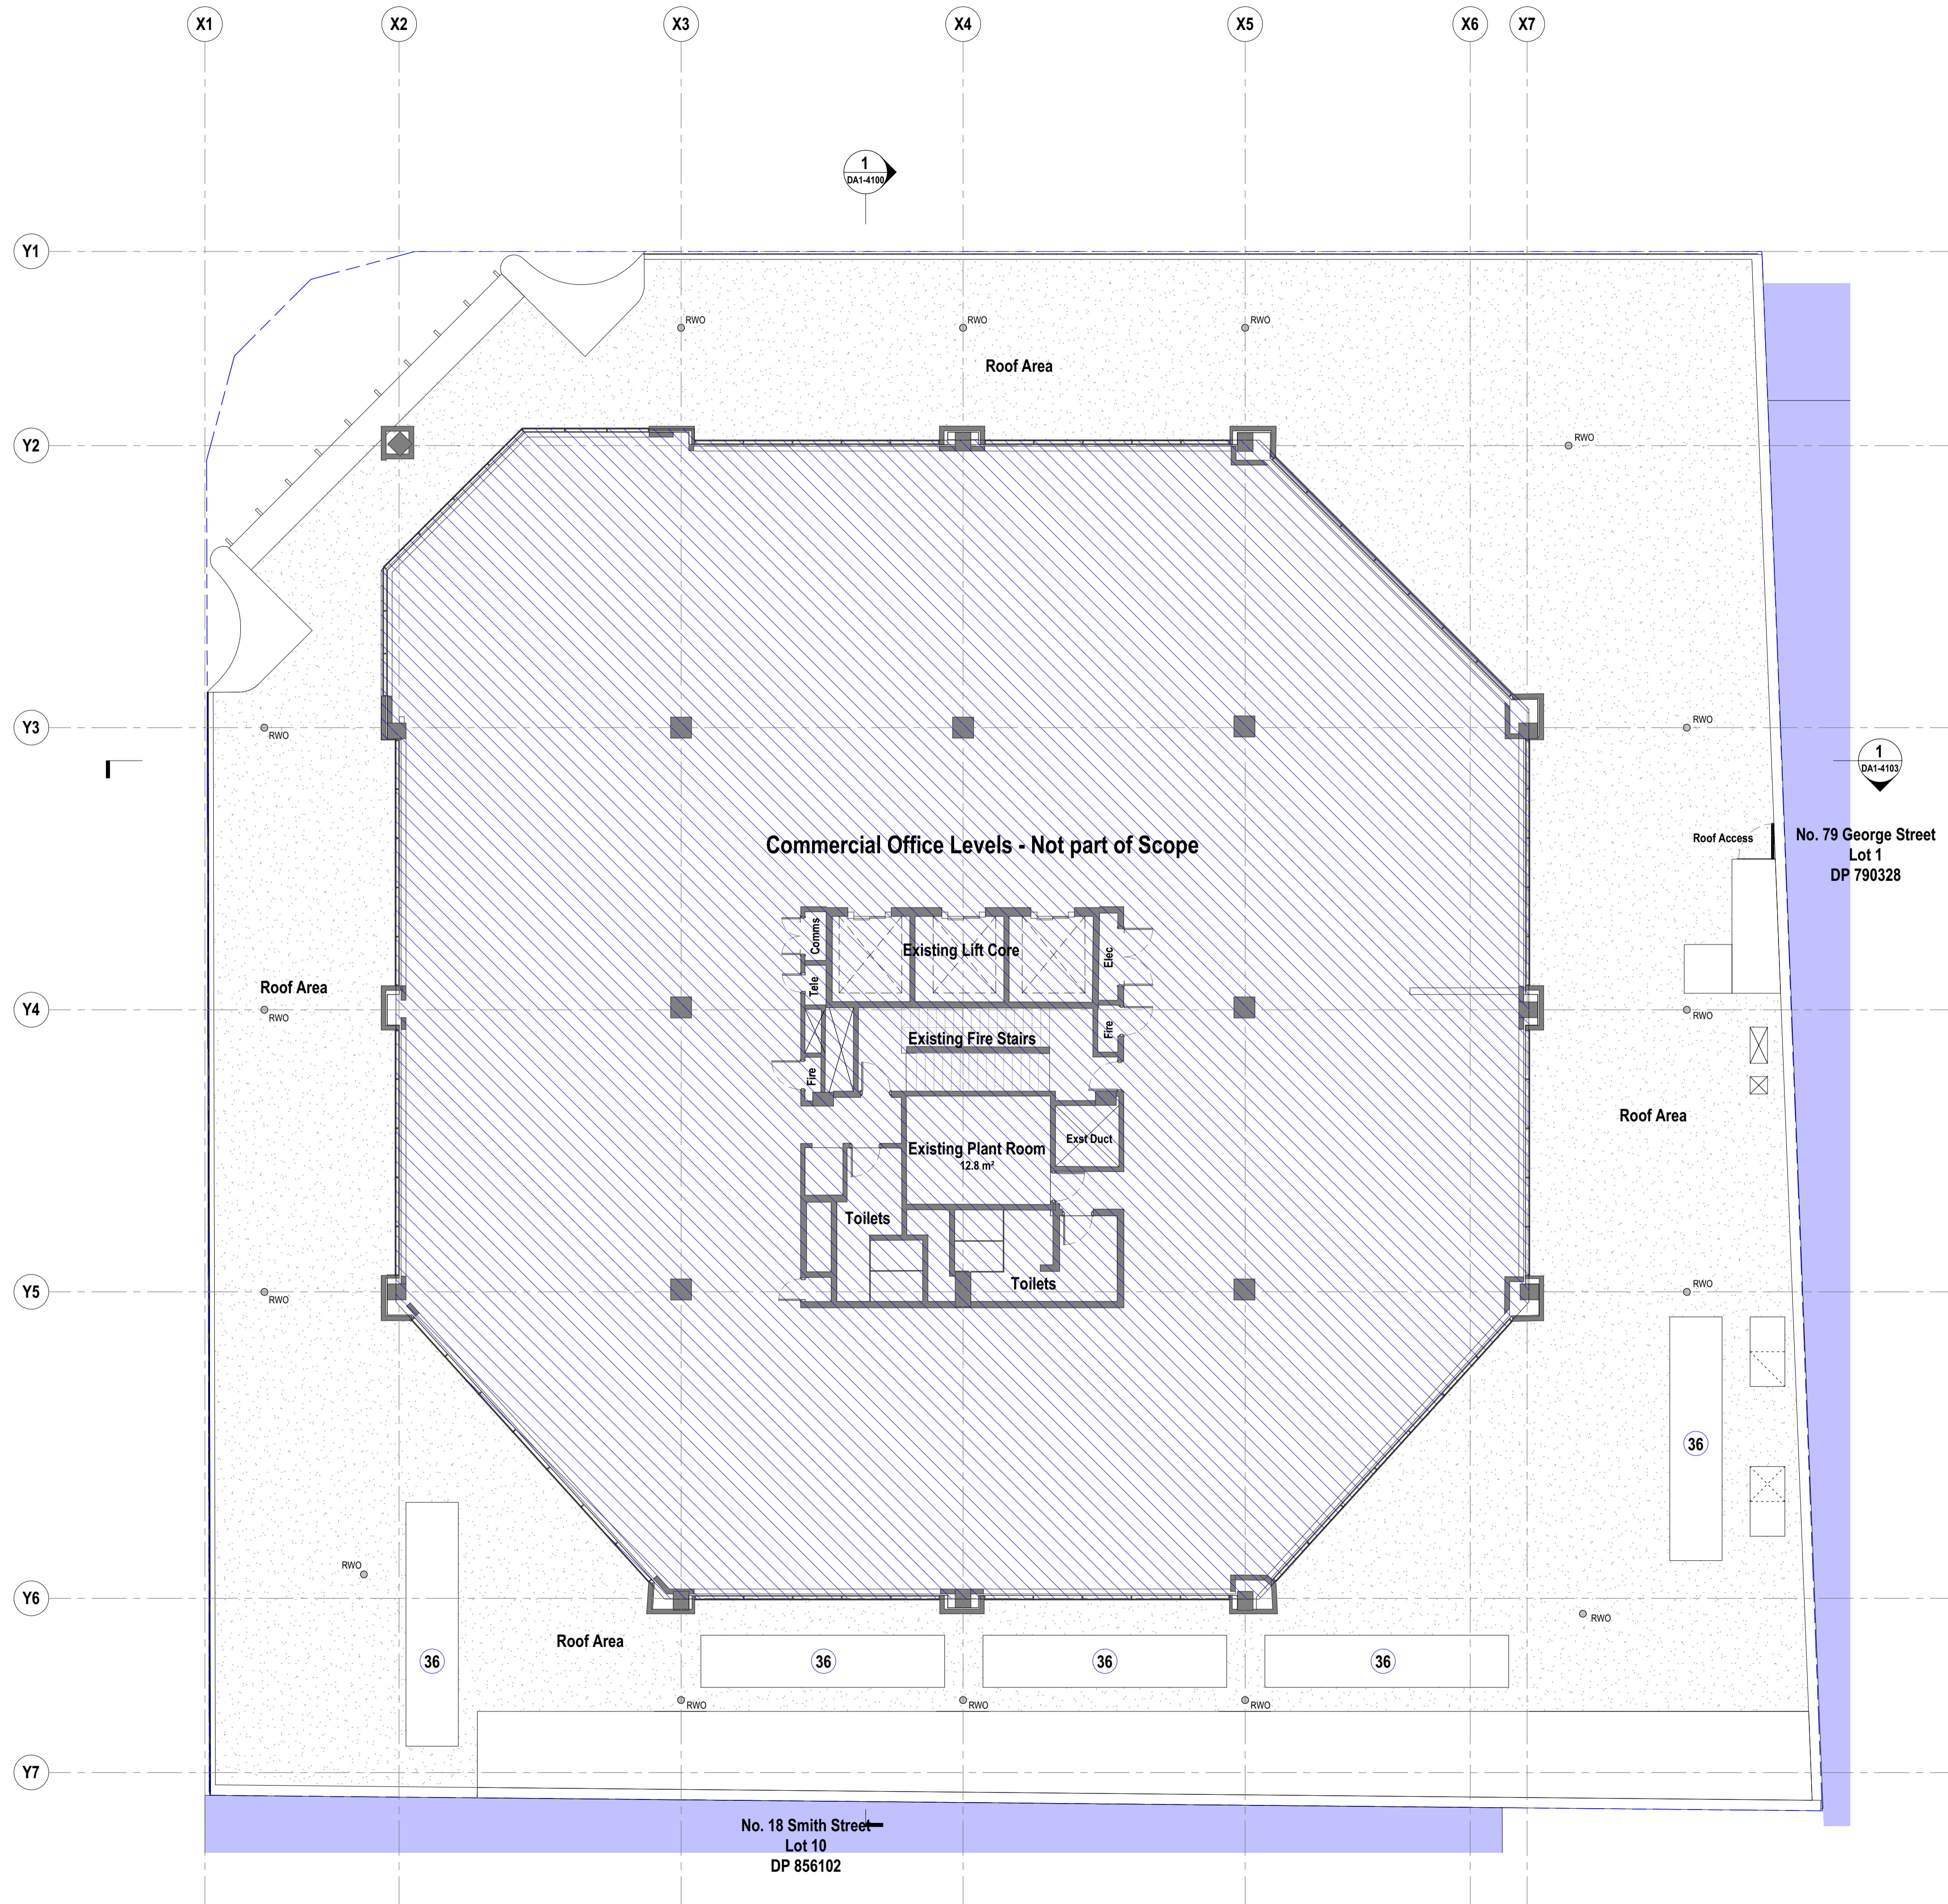 X1
X2
X3
X4
X5
X6
X7
1
DA1-4100
Y1
RWO
RWO
RWO
Roof Area
Y2
RWO
Y3
RWO
RWO
1
DA1-4103
Roof Access
No. 79 George Street
Lot 1
DP 790328
Commercial Office Levels - Not part of Scope
Comms
Existing Lift Core
Elec
Tele
Roof Area
Y4
RWO
RWO
Existing Fire Stairs
Fire
Fire
Roof Area
Existing Plant Room
12.8 m²
Exst Duct
Toilets
Toilets
Y5
RWO
RWO
36
RWO
Y6
RWO
Roof Area
36
36
36
36
RWO
RWO
RWO
Y7
No. 18 Smith Street
Lot 10
DP 856102